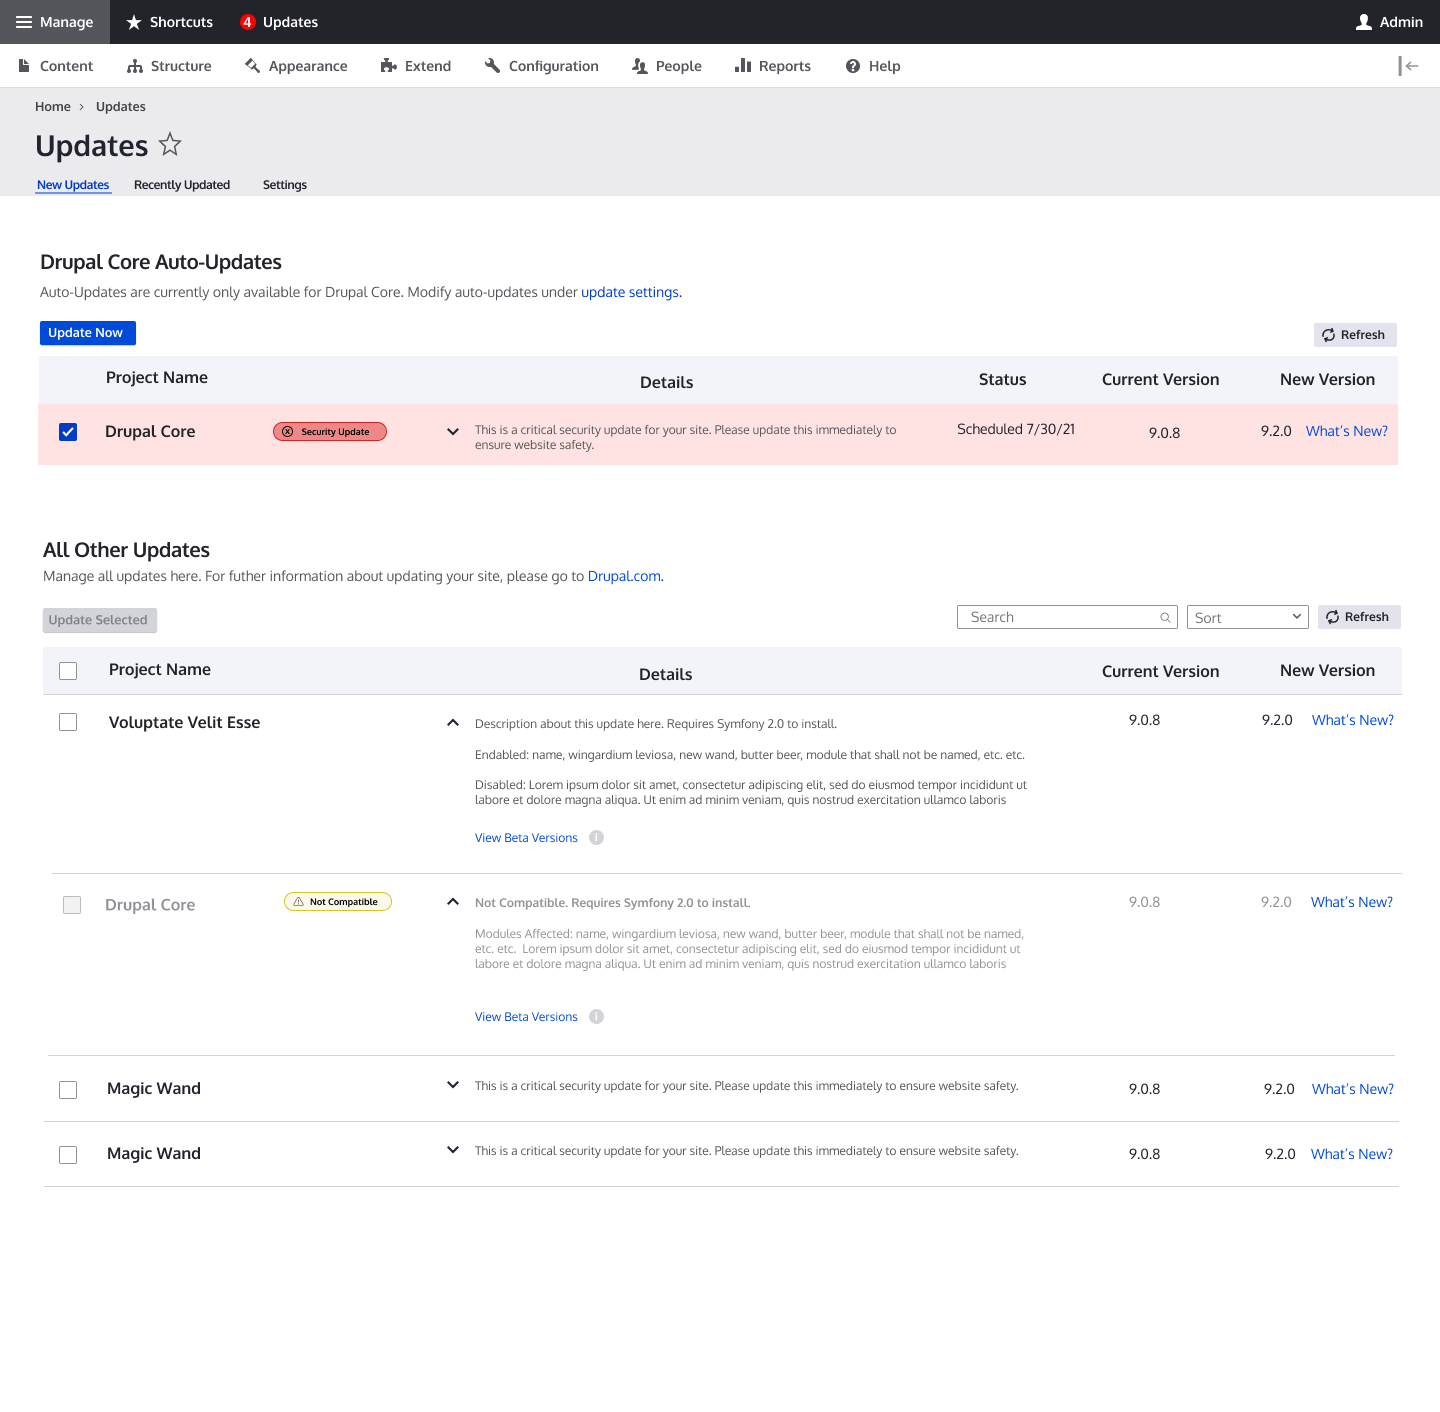 Manage
Shortcuts
4 Updates
Admin
Content
Structure
Appearance
Extend
Configuration
People
Reports
Help
Home > Updates
Updates
New Updates
Recently Updated
Settings
Drupal Core Auto-Updates
Auto-Updates are currently only available for Drupal Core. Modify auto-updates under update settings.
Update Now
Refresh
Project Name
Details
Status
Current Version
New Version
Drupal Core
Security Update
This is a critical security update for your site. Please update this immediately to
ensure website safety.
Scheduled 7/30/21
9.0.8
9.2.0
What's New?
All Other Updates
Manage all updates here. For futher information about updating your site, please go to Drupal.com.
Update Selected
Search
Sort
Refresh
Project Name
Details
Current Version
New Version
Voluptate Velit Esse
Description about this update here. Requires Symfony 2.0 to install.
Endabled: name, wingardium leviosa, new wand, butter beer, module that shall not be named, etc. etc.
Disabled: Lorem ipsum dolor sit amet, consectetur adipiscing elit, sed do eiusmod tempor incididunt ut
labore et dolore magna aliqua. Ut enim ad minim veniam, quis nostrud exercitation ullamco laboris
View Beta Versions
i
9.0.8
9.2.0
What's New?
Drupal Core
Not Compatible
Not Compatible. Requires Symfony 2.0 to install.
Modules Affected: name, wingardium leviosa, new wand, butter beer, module that shall not be named,
etc. etc.  Lorem ipsum dolor sit amet, consectetur adipiscing elit, sed do eiusmod tempor incididunt ut
labore et dolore magna aliqua. Ut enim ad minim veniam, quis nostrud exercitation ullamco laboris
View Beta Versions
i
9.0.8
9.2.0
What's New?
Magic Wand
This is a critical security update for your site. Please update this immediately to ensure website safety.
9.0.8
9.2.0
What's New?
Magic Wand
This is a critical security update for your site. Please update this immediately to ensure website safety.
9.0.8
9.2.0
What's New?